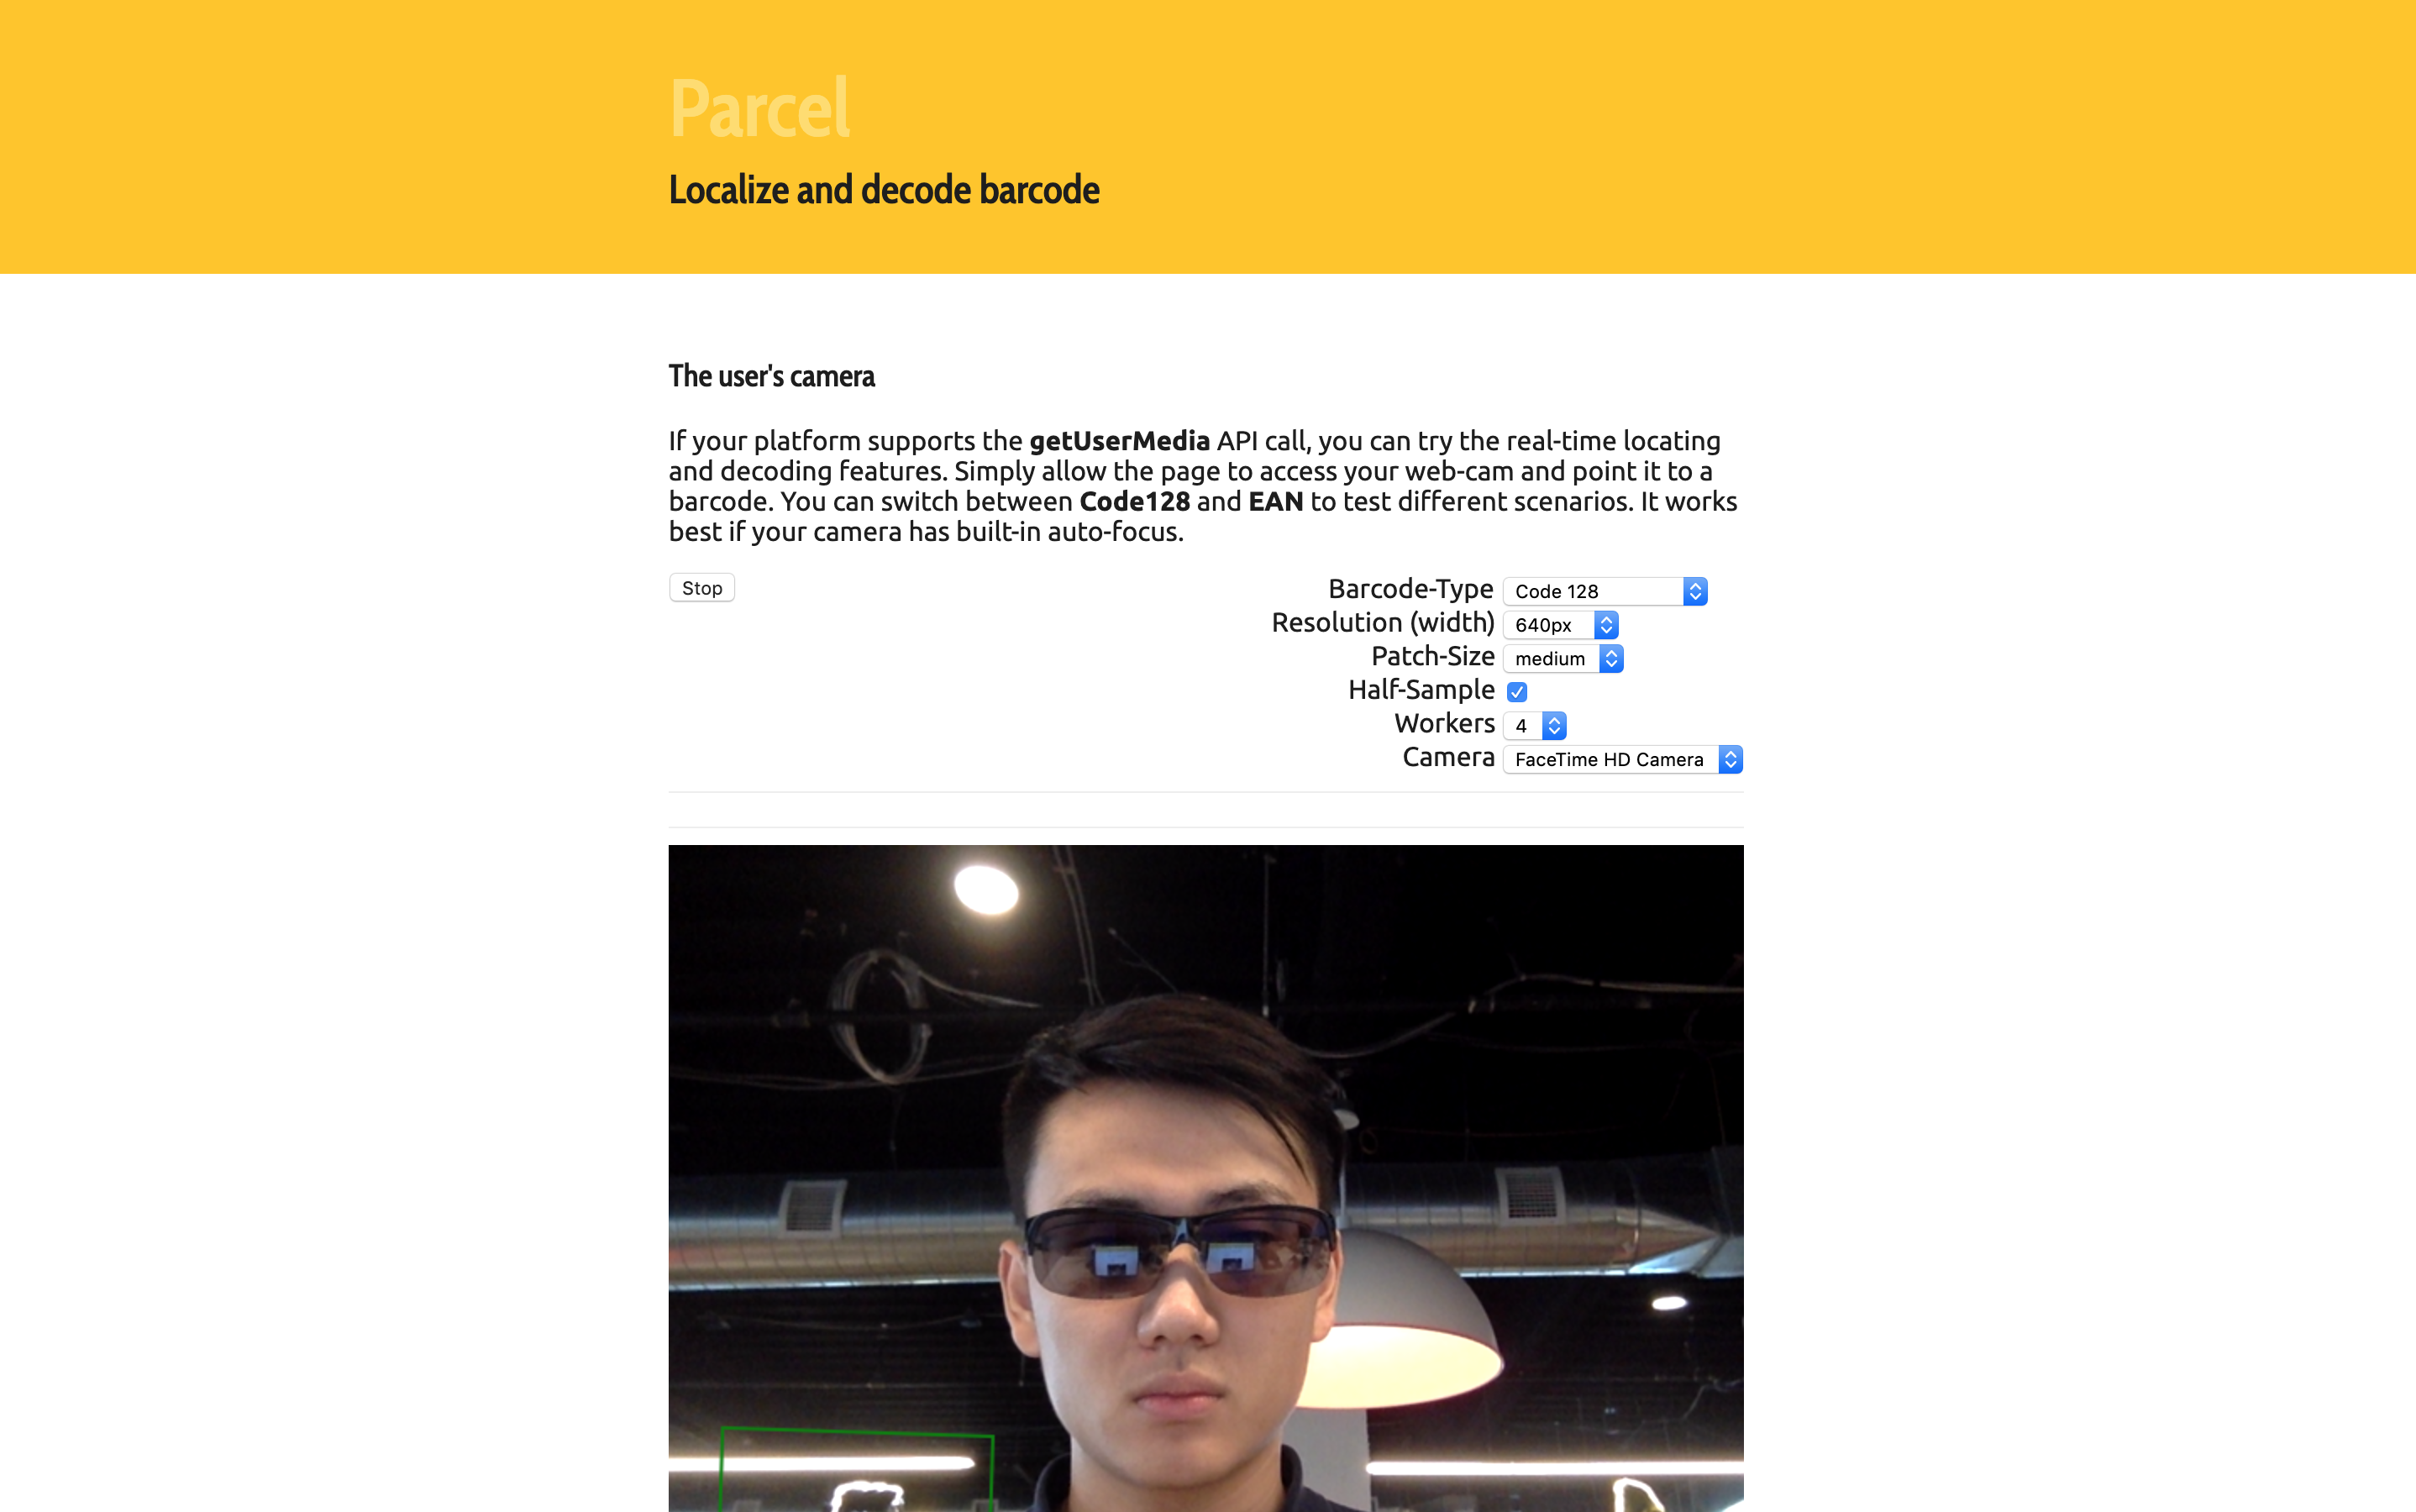 Parcel
Localize and decode barcode
The user's camera
If your platform supports the getUserMedia API call, you can try the real-time locating
and decoding features. Simply allow the page to access your web-cam and point it to a
barcode. You can switch between Code128 and EAN to test different scenarios. It works
best if your camera has built-in auto-focus.
Stop
Barcode-Type Code 128
Resolution (width) 640px
Patch-Size medium
Half-Sample
Workers 4
Camera FaceTime HD Camera